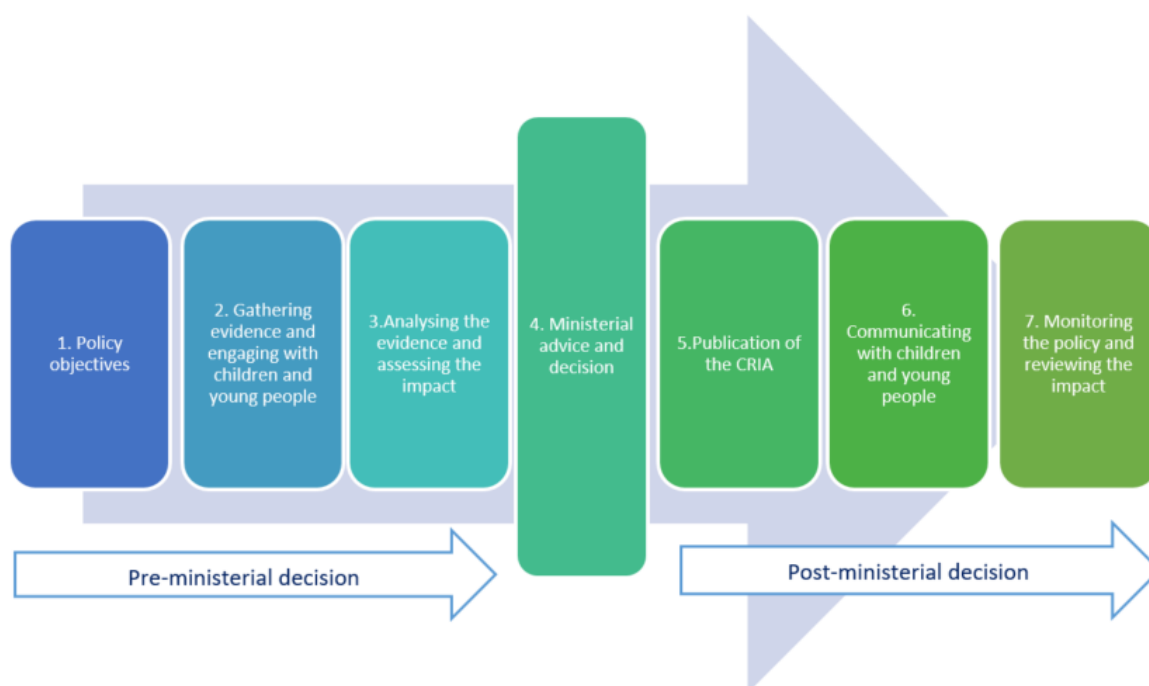 1. Policy
objectives
2. Gathering
evidence and
engaging with
children and
young people
3.Analysing the
evidence and
assessing the
impact
4. Ministerial
advice and
decision
5.Publication of
the CRIA
6.
Communicating
with children
and young
people
7. Monitoring
the policy and
reviewing the
impact
Pre-ministerial decision
Post-ministerial decision